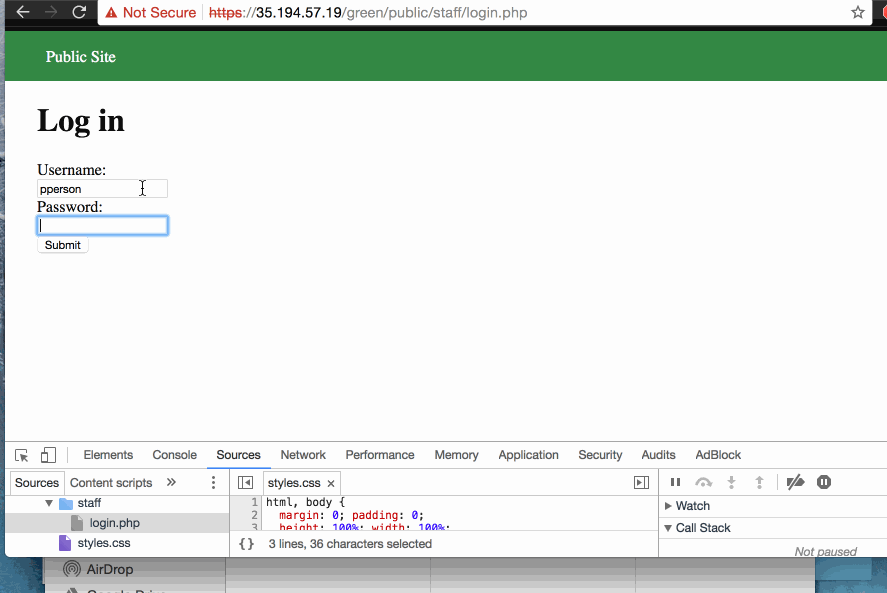 Not Secure https://35.194.57.19/green/public/staff/login.php
Public Site
Log in
Username:
pperson
Password:
Submit
Elements Console Sources Network Performance Memory Application Security Audits AdBlock
Sources Content scripts » styles.css ×
staff
login.php
styles.css
1 html, body {
2 margin: 0; padding: 0;
3 height: 100%; width: 100%;
{} 3 lines, 36 characters selected
Watch
Call Stack
Not paused
AirDrop
Google Drive